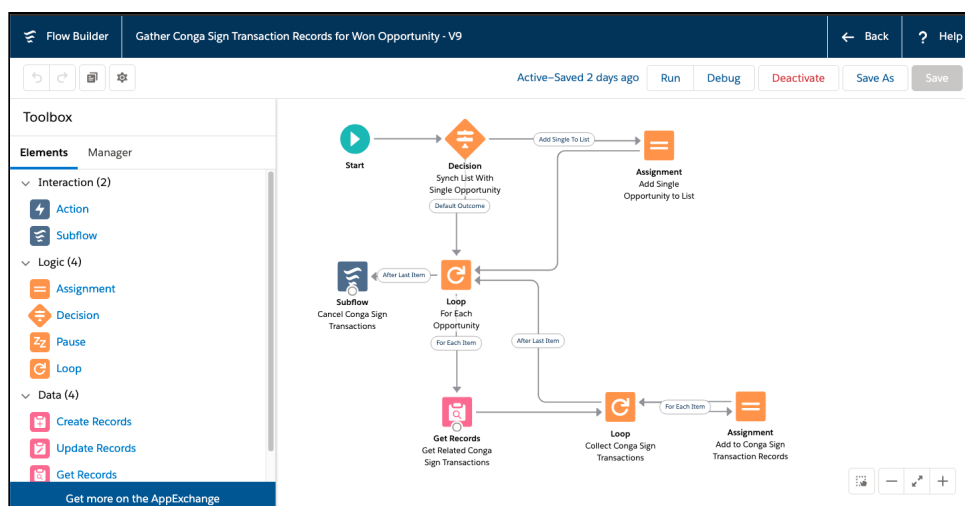 Flow Builder
Gather Conga Sign Transaction Records for Won Opportunity - V9
Back
? Help
Active–Saved 2 days ago
Run
Debug
Deactivate
Save As
Save
Toolbox
Elements
Manager
Interaction (2)
Action
Subflow
Logic (4)
Assignment
Decision
Pause
Loop
Data (4)
Create Records
Update Records
Get Records
Get more on the AppExchange
Start
Decision
Synch List With
Single Opportunity
Default Outcome
Add Single To List
Assignment
Add Single
Opportunity to List
Subflow
Cancel Conga Sign
Transactions
After Last Item
Loop
For Each
Opportunity
For Each Item
After Last Item
Get Records
Get Related Conga
Sign Transactions
Loop
Collect Conga Sign
Transactions
For Each Item
Assignment
Add to Conga Sign
Transaction Records